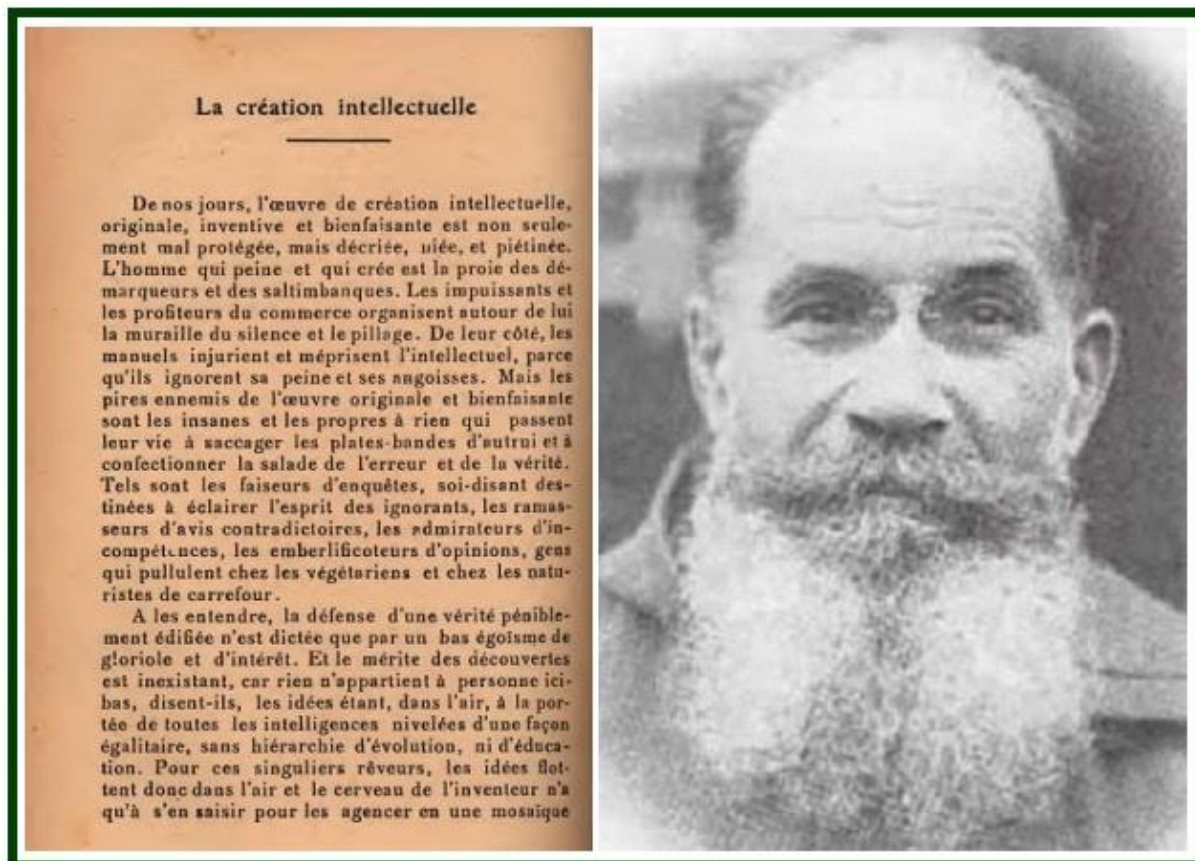 La création intellectuelle
De nos jours, l'œuvre de création intellectuelle,
originale, inventive et bienfaisante est non seule-
ment mal protégée, mais décriée, niée, et piétinée.
L'homme qui peine et qui crée est la proie des dé-
marqueurs et des saltimbanques. Les impuissants et
les profiteurs du commerce organisent autour de lui
la muraille du silence et le pillage. De leur côté, les
manuels injurient et méprisent l'intellectuel, parce
qu'ils ignorent sa peine et ses angoisses. Mais les
pires ennemis de l'œuvre originale et bienfaisante
sont les insanes et les propres à rien qui passent
leur vie à saccager les plates-bandes d'autrui et à
confectionner la salade de l'erreur et de la vérité.
Tels sont les faiseurs d'enquêtes, soi-disant des-
tinées à éclairer l'esprit des ignorants, les ramas-
seurs d'avis contradictoires, les admirateurs d'in-
compétences, les emberlificoteurs d'opinions, gens
qui pullulent chez les végétariens et chez les natu-
ristes de carrefour.
A les entendre, la défense d'une vérité pénible-
ment édifiée n'est dictée que par un bas égoïsme de
gloriole et d'intérêt. Et le mérite des découvertes
est inexistant, car rien n'appartient à personne ici-
bas, disent-ils, les idées étant, dans l'air, à la por-
tée de toutes les intelligences nivelées d'une façon
égalitaire, sans hiérarchie d'évolution, ni d'éduca-
tion. Pour ces singuliers rêveurs, les idées flot-
tent donc dans l'air et le cerveau de l'inventeur n'a
qu'à s'en saisir pour les agencer en une mosaïque